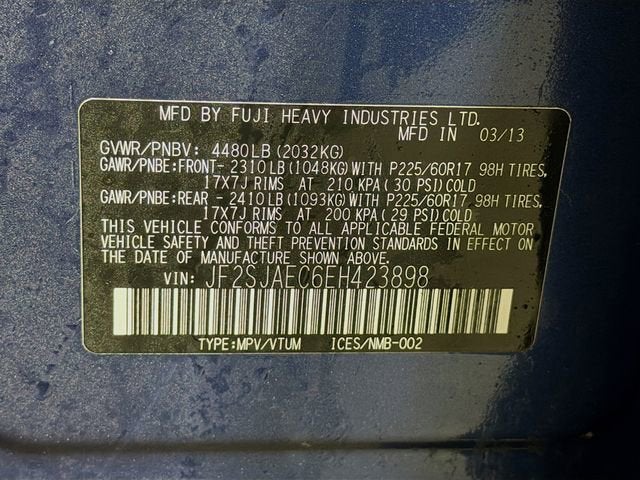 MFD BY FUJI HEAVY INDUSTRIES LTD.
MFD IN 03/13
GVWR/PNBV: 4480LB (2032KG)
GAWR/PNBE:FRONT- 2310LB (1048KG) WITH P225/60R17 98H TIRES,
17X7J RIMS AT 210 KPA (30 PSI) COLD
GAWR/PNBE:REAR - 2410LB (1093KG) WITH P225/60R17 98H TIRES,
17X7J RIMS AT 200 KPA (29 PSI) COLD
THIS VEHICLE CONFORMS TO ALL APPLICABLE FEDERAL MOTOR
VEHICLE SAFETY AND THEFT PREVENTION STANDARDS IN EFFECT
ON THE DATE OF MANUFACTURE SHOWN ABOVE.
VIN: JF2SJAEC6EH423898
TYPE:MPV/VTUM ICES/NMB-002